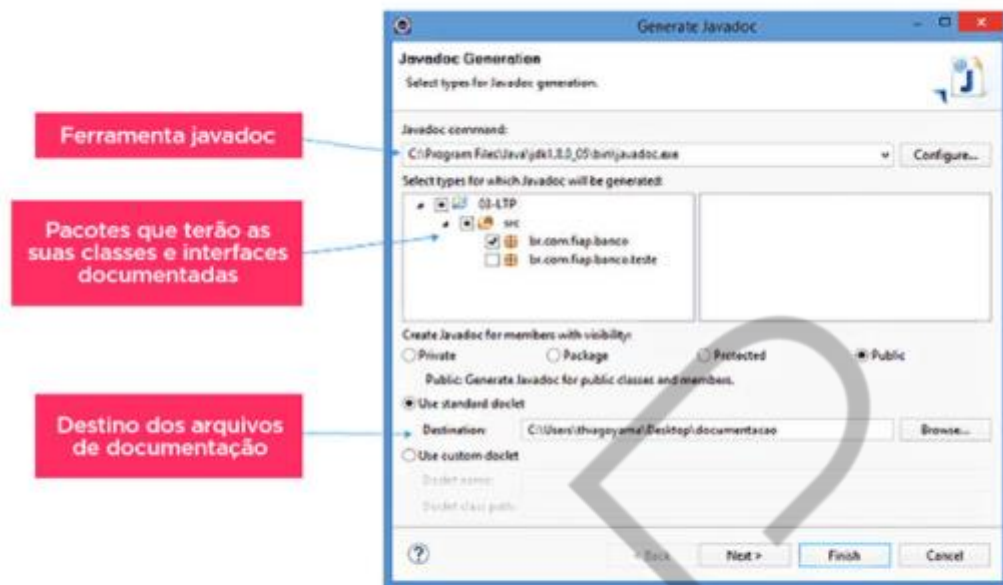 Generate Javadoc
Javadoc Generation
Select types for Javadoc generation.
Ferramenta javadoc
Javadoc command:
C:\Program Files\Java\jdk1.8.0_05\bin\javadoc.exe
Configure...
Select types for which Javadoc will be generated:
Pacotes que terão as
suas classes e interfaces
documentadas
03-LTP
src
br.com.fiap.banco
br.com.fiap.banco.teste
Create Javadoc for members with visibility:
Private
Package
Protected
Public
Public: Generate Javadoc for public classes and members.
Destino dos arquivos
de documentação
Use standard doclet
Destination:
C:\Users\thiagoyama\Desktop\documentacao
Browse...
Use custom doclet
Doclet name:
Doclet class path:
< Back
Next >
Finish
Cancel